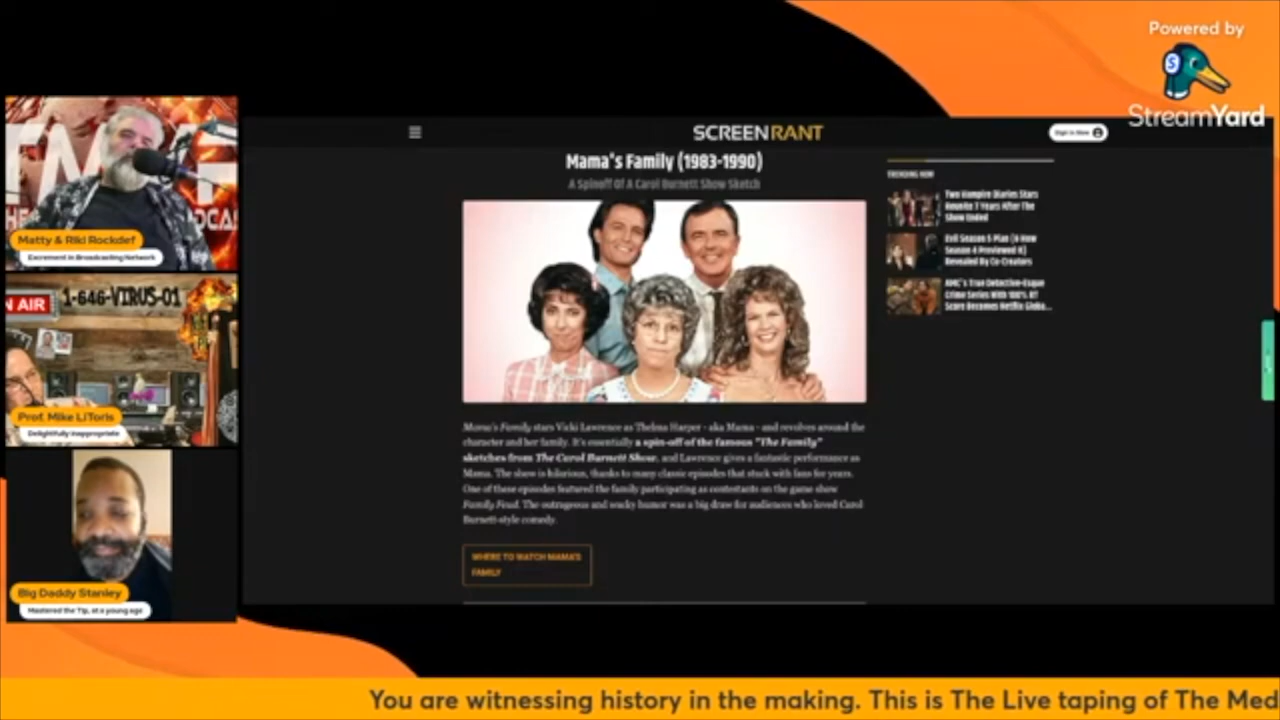 Powered by
StreamYard
Matty & Riki Rockdef
Excrement in Broadcasting Network
N AIR
1-646-VIRUS-01
Prof. Mike LiToris
Delightfully Inappropriate
Big Daddy Stanley
Mastered the Tip, at a young age
SCREENRANT
Sign In Now
Mama's Family (1983-1990)
A Spinoff Of A Carol Burnett Show Sketch
Mama's Family stars Vicki Lawrence as Thelma Harper - aka Mama - and revolves around the
character and her family. It's essentially a spin-off of the famous "The Family"
sketches from The Carol Burnett Show, and Lawrence gives a fantastic performance as
Mama. The show is hilarious, thanks to many classic episodes that stuck with fans for years.
One of these episodes featured the family participating as contestants on the game show
Family Feud. The outrageous and wacky humor was a big draw for audiences who loved Carol
Burnett-style comedy.
WHERE TO WATCH MAMA'S
FAMILY
TRENDING NOW
Two Vampire Diaries Stars
Reunite 7 Years After The
Show Ended
Evil Season 5 Plan (& How
Season 4 Previewed It)
Revealed By Co-Creators
AMC's True Detective-Esque
Crime Series With 100% RT
Score Becomes Netflix Globa...
You are witnessing history in the making. This is The Live taping of The Med